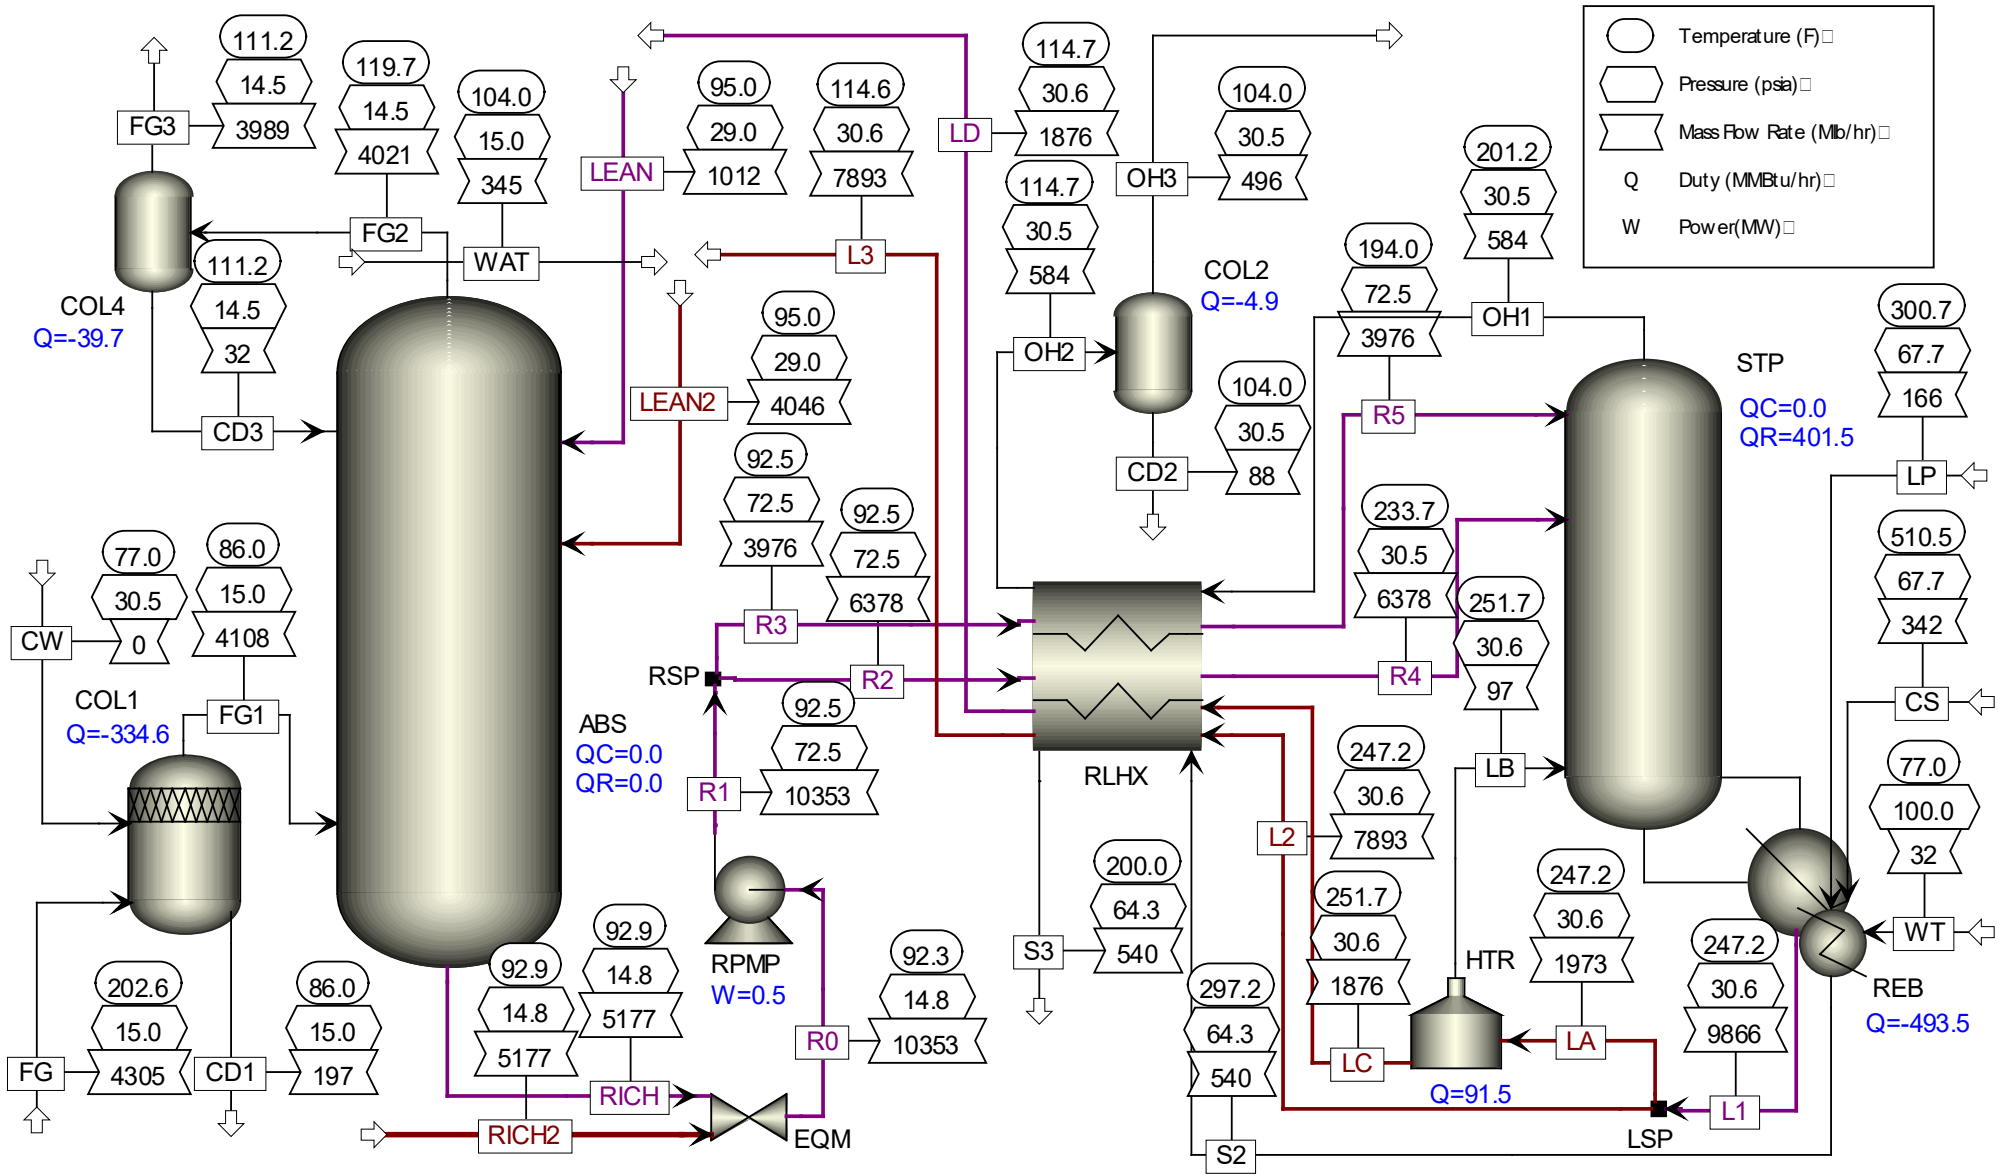 111.2
14.5
3989
FG3
119.7
14.5
4021
FG2
104.0
15.0
345
WAT
95.0
29.0
1012
LEAN
114.6
30.6
7893
L3
114.7
30.6
1876
LD
104.0
30.5
496
OH3
201.2
30.5
584
OH1
Temperature (F)
Pressure (psia)
Mass Flow Rate (Mlb/hr)
Q Duty (MMBtu/hr)
W Power(MW)
COL4
Q=-39.7
111.2
14.5
32
CD3
95.0
29.0
4046
LEAN2
114.7
30.5
584
OH2
COL2
Q=-4.9
194.0
72.5
3976
R5
STP
QC=0.0
QR=401.5
300.7
67.7
166
LP
104.0
30.5
88
CD2
92.5
72.5
3976
R3
92.5
72.5
6378
R2
233.7
30.5
6378
R4
510.5
67.7
342
CS
251.7
30.6
97
LB
77.0
30.5
0
CW
86.0
15.0
4108
FG1
COL1
Q=-334.6
ABS
QC=0.0
QR=0.0
RSP
92.5
72.5
10353
R1
RLHX
247.2
30.6
7893
L2
77.0
100.0
32
WT
RPMP
W=0.5
200.0
64.3
540
S3
251.7
30.6
1876
LC
HTR
Q=91.5
247.2
30.6
1973
LA
247.2
30.6
9866
L1
REB
Q=-493.5
202.6
15.0
4305
FG
86.0
15.0
197
CD1
92.9
14.8
5177
RICH2
92.9
14.8
5177
RICH
92.3
14.8
10353
R0
EQM
297.2
64.3
540
S2
LSP